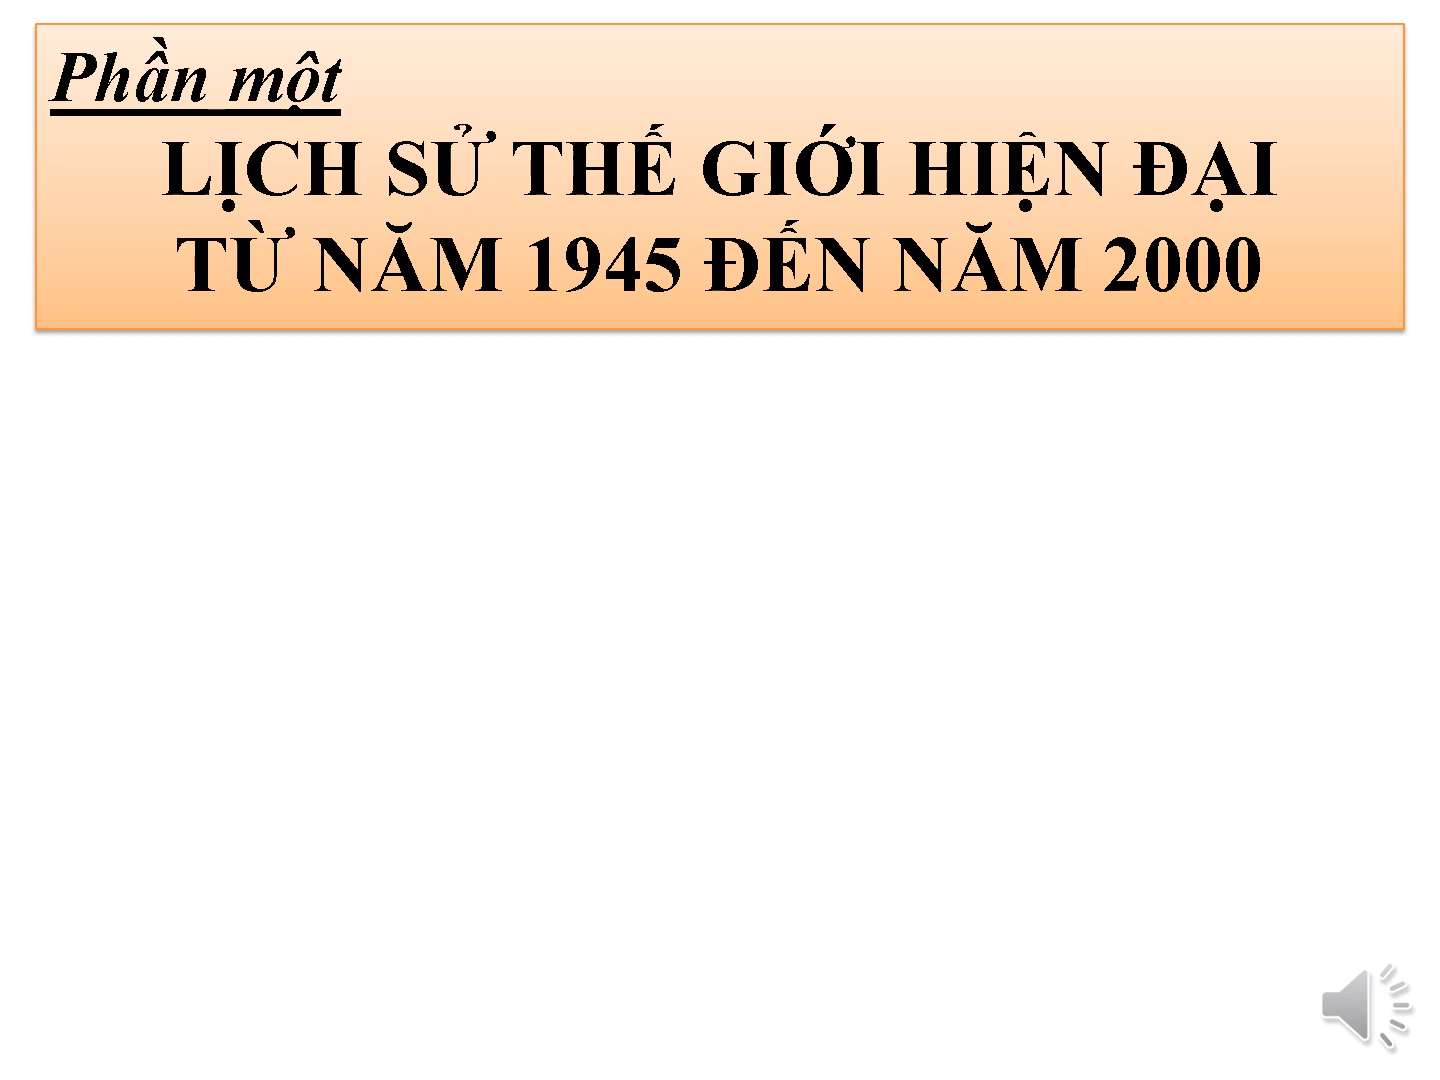 Phần một
LỊCH SỬ THẾ GIỚI HIỆN ĐẠI
TỪ NĂM 1945 ĐẾN NĂM 2000